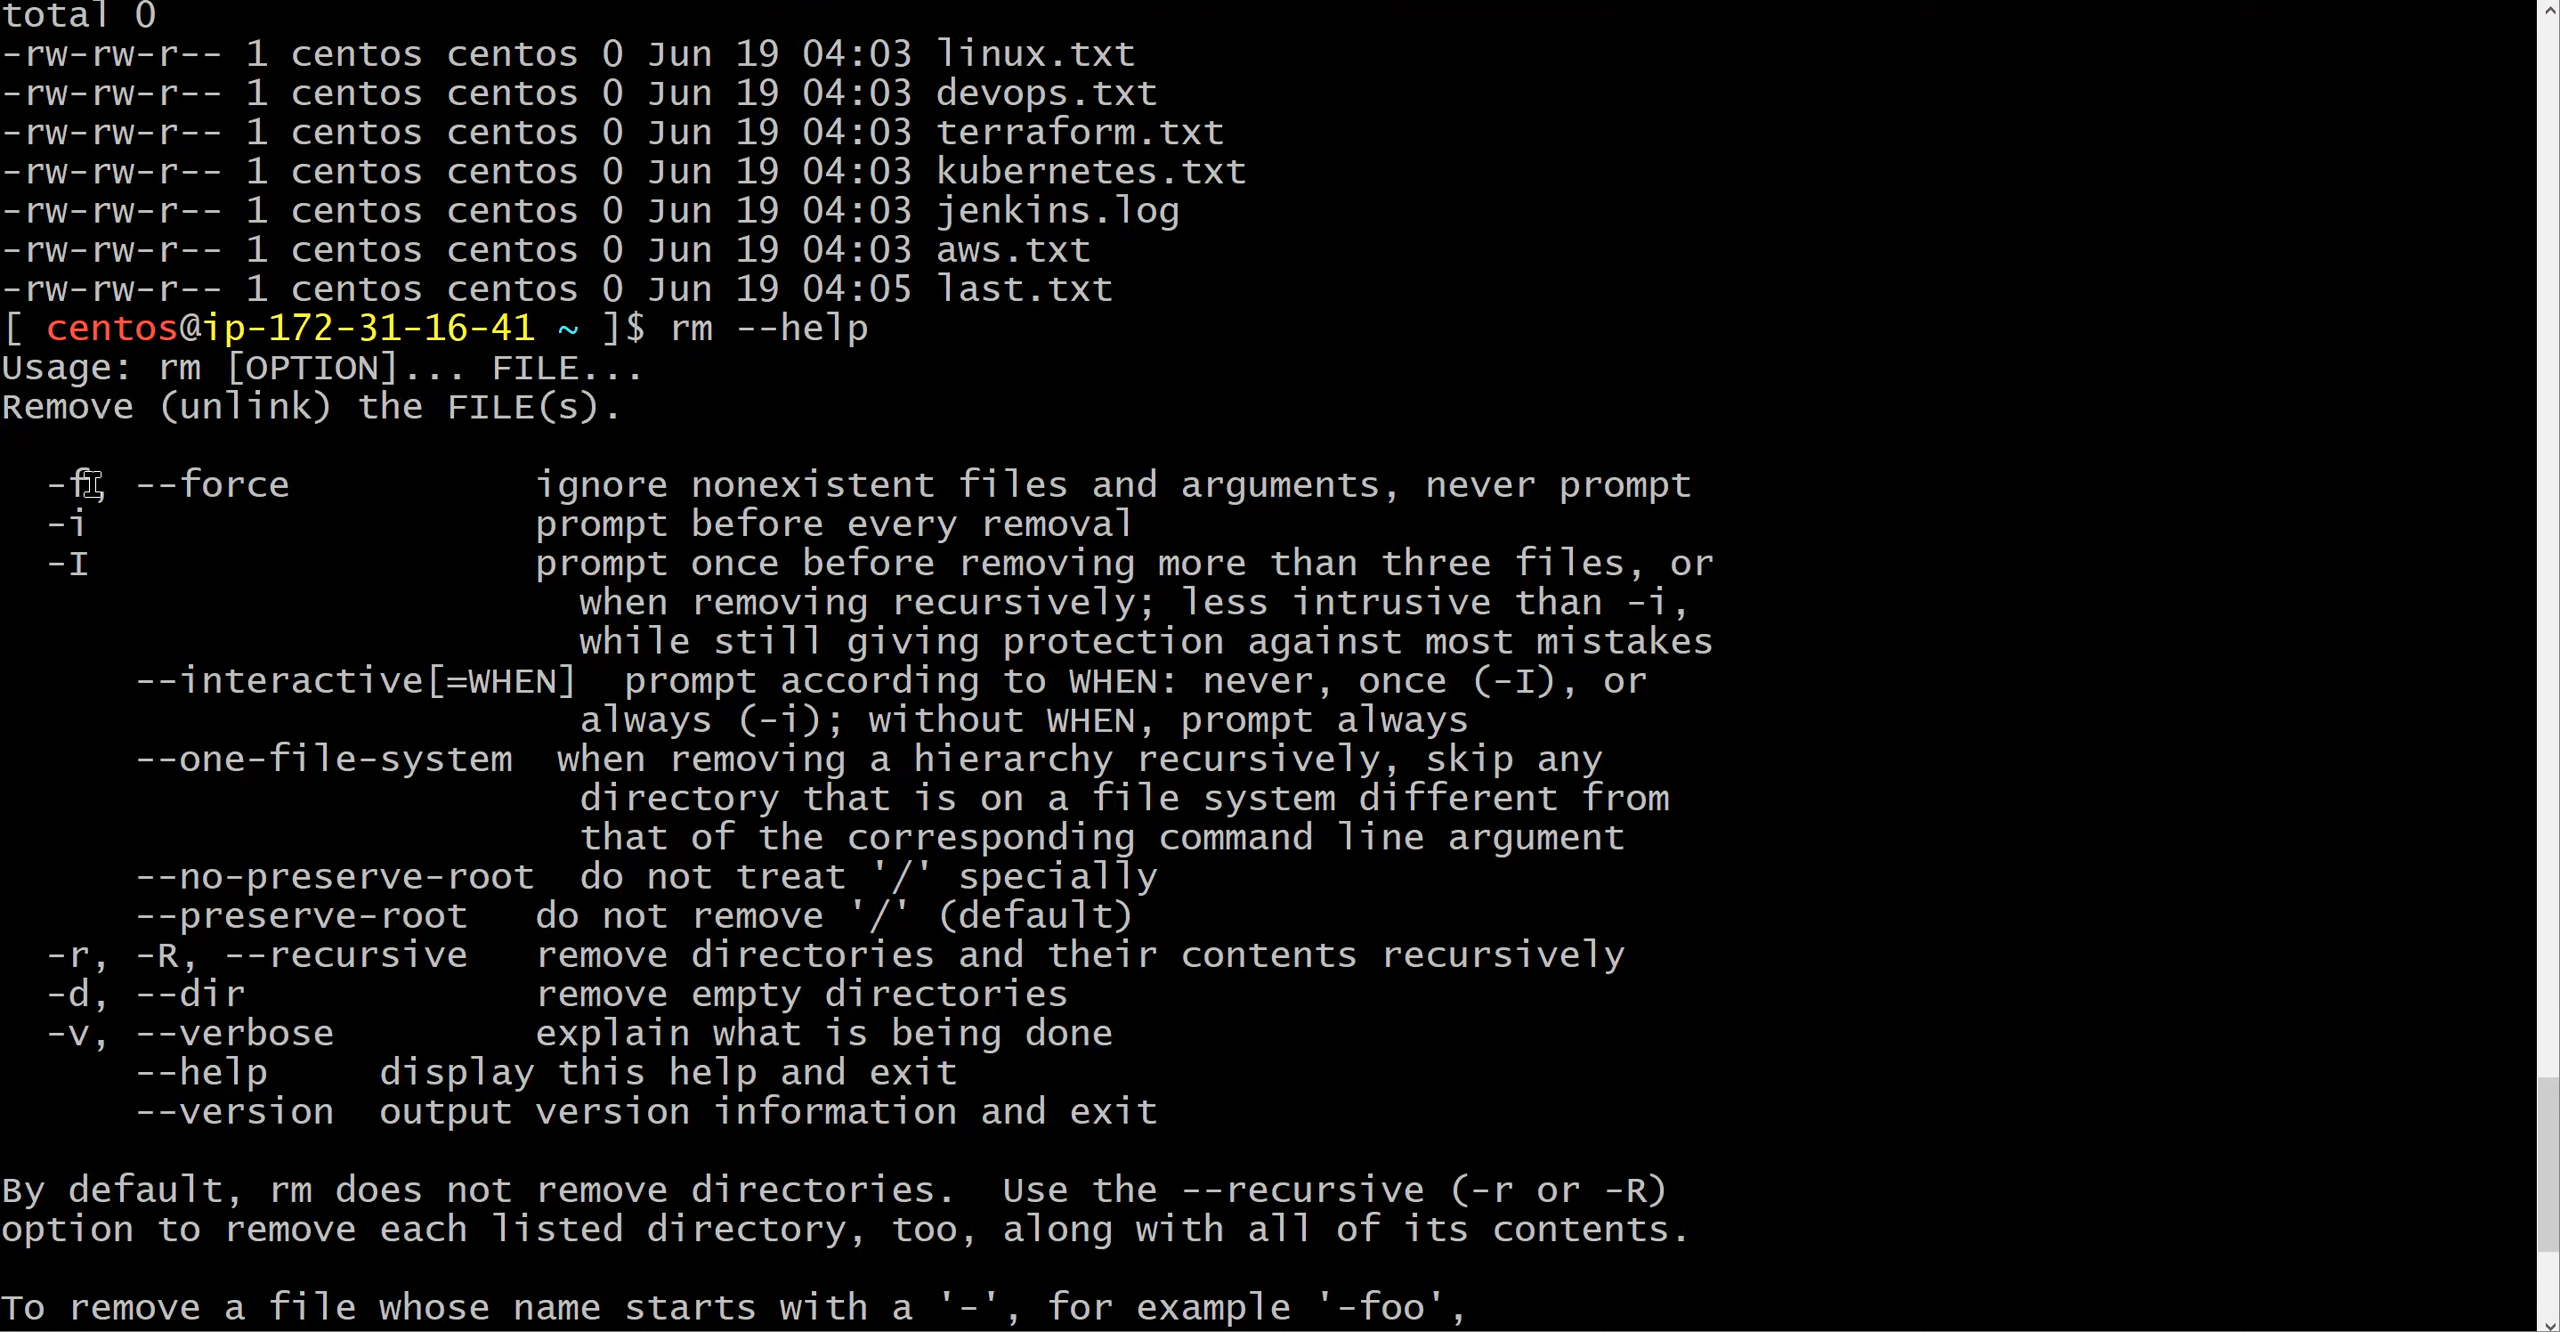 total 0
-rw-rw-r-- 1 centos centos 0 Jun 19 04:03 linux.txt
-rw-rw-r-- 1 centos centos 0 Jun 19 04:03 devops.txt
-rw-rw-r-- 1 centos centos 0 Jun 19 04:03 terraform.txt
-rw-rw-r-- 1 centos centos 0 Jun 19 04:03 kubernetes.txt
-rw-rw-r-- 1 centos centos 0 Jun 19 04:03 jenkins.log
-rw-rw-r-- 1 centos centos 0 Jun 19 04:03 aws.txt
-rw-rw-r-- 1 centos centos 0 Jun 19 04:05 last.txt
[ centos@ip-172-31-16-41 ~ ]$ rm --help
Usage: rm [OPTION]... FILE...
Remove (unlink) the FILE(s).
-f, --force ignore nonexistent files and arguments, never prompt
-i prompt before every removal
-I prompt once before removing more than three files, or
when removing recursively; less intrusive than -i,
while still giving protection against most mistakes
--interactive[=WHEN] prompt according to WHEN: never, once (-I), or
always (-i); without WHEN, prompt always
--one-file-system when removing a hierarchy recursively, skip any
directory that is on a file system different from
that of the corresponding command line argument
--no-preserve-root do not treat '/' specially
--preserve-root do not remove '/' (default)
-r, -R, --recursive remove directories and their contents recursively
-d, --dir remove empty directories
-v, --verbose explain what is being done
--help display this help and exit
--version output version information and exit
By default, rm does not remove directories. Use the --recursive (-r or -R)
option to remove each listed directory, too, along with all of its contents.
To remove a file whose name starts with a '-', for example '-foo',